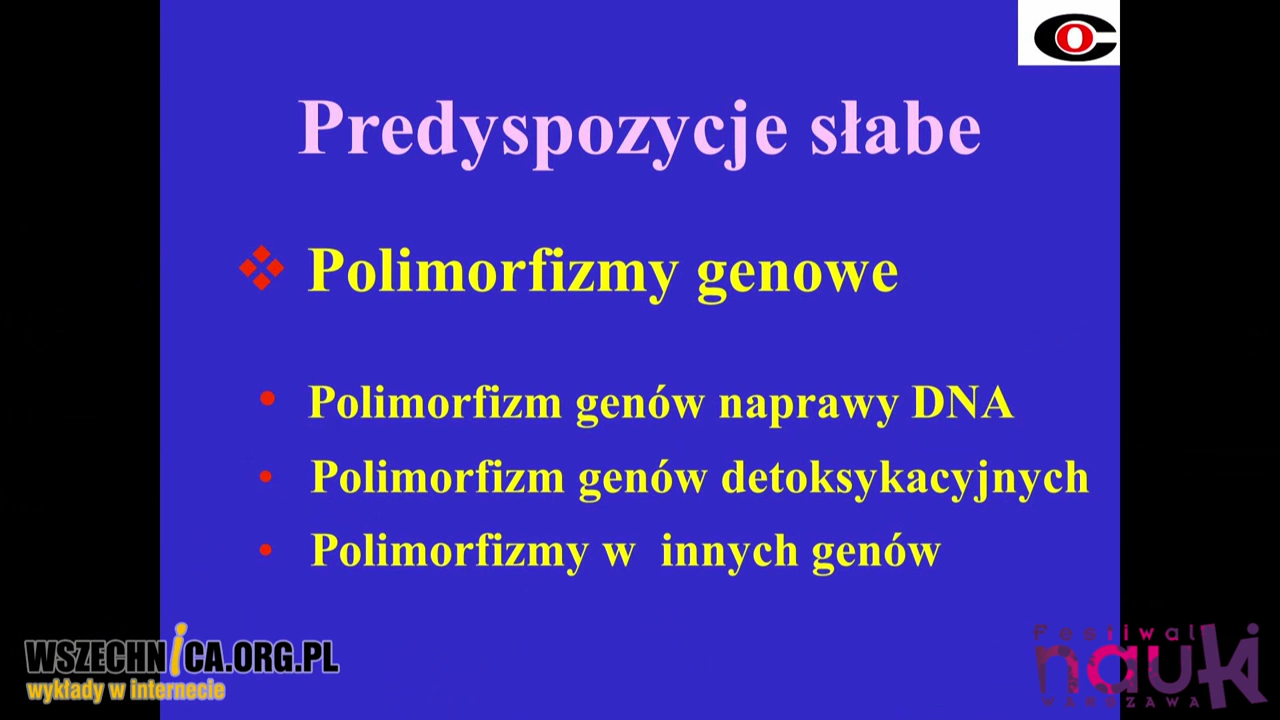 Predyspozycje słabe
Polimorfizmy genowe
Polimorfizm genów naprawy DNA
Polimorfizm genów detoksykacyjnych
Polimorfizmy w innych genów
WSZECHNiCA.ORG.PL
wykłady w internecie
Festiwal
nauki
WARSZAWA